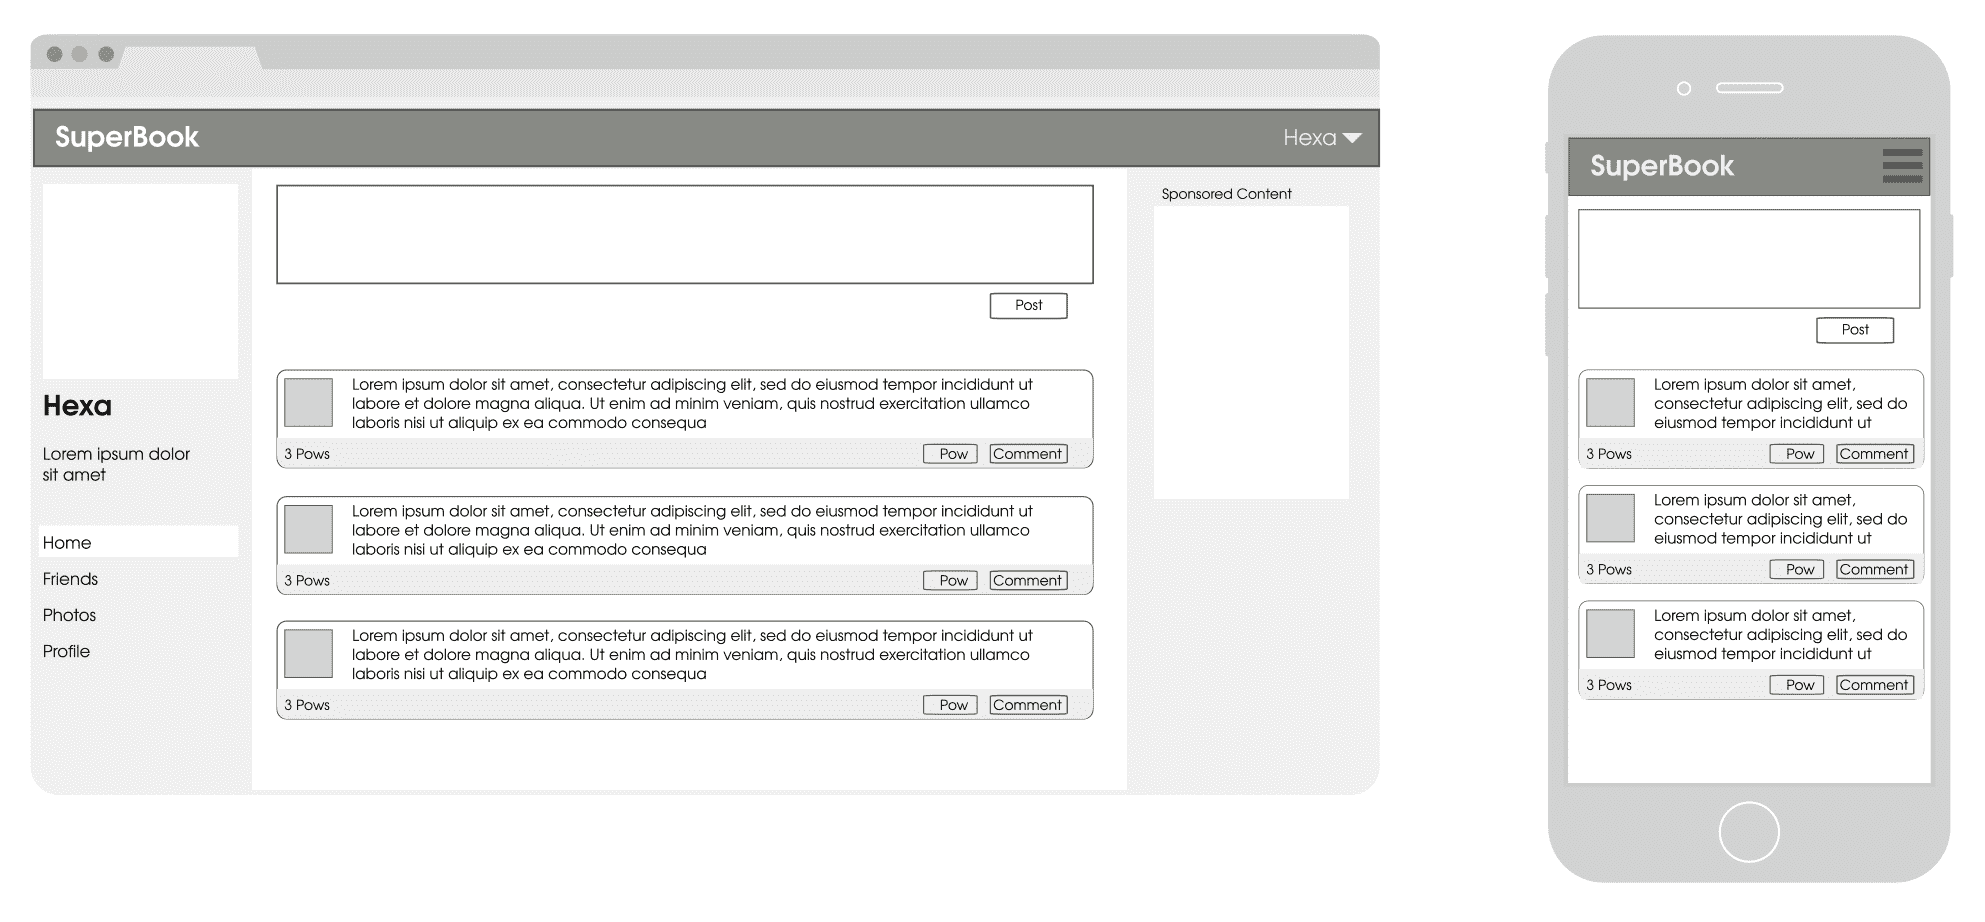 SuperBook
Hexa
Hexa
Lorem ipsum dolor
sit amet
Home
Friends
Photos
Profile
Post
Lorem ipsum dolor sit amet, consectetur adipiscing elit, sed do eiusmod tempor incididunt ut
labore et dolore magna aliqua. Ut enim ad minim veniam, quis nostrud exercitation ullamco
laboris nisi ut aliquip ex ea commodo consequa
3 Pows
Pow
Comment
Lorem ipsum dolor sit amet, consectetur adipiscing elit, sed do eiusmod tempor incididunt ut
labore et dolore magna aliqua. Ut enim ad minim veniam, quis nostrud exercitation ullamco
laboris nisi ut aliquip ex ea commodo consequa
3 Pows
Pow
Comment
Lorem ipsum dolor sit amet, consectetur adipiscing elit, sed do eiusmod tempor incididunt ut
labore et dolore magna aliqua. Ut enim ad minim veniam, quis nostrud exercitation ullamco
laboris nisi ut aliquip ex ea commodo consequa
3 Pows
Pow
Comment
Sponsored Content
SuperBook
Post
Lorem ipsum dolor sit amet,
consectetur adipiscing elit, sed do
eiusmod tempor incididunt ut
3 Pows
Pow
Comment
Lorem ipsum dolor sit amet,
consectetur adipiscing elit, sed do
eiusmod tempor incididunt ut
3 Pows
Pow
Comment
Lorem ipsum dolor sit amet,
consectetur adipiscing elit, sed do
eiusmod tempor incididunt ut
3 Pows
Pow
Comment